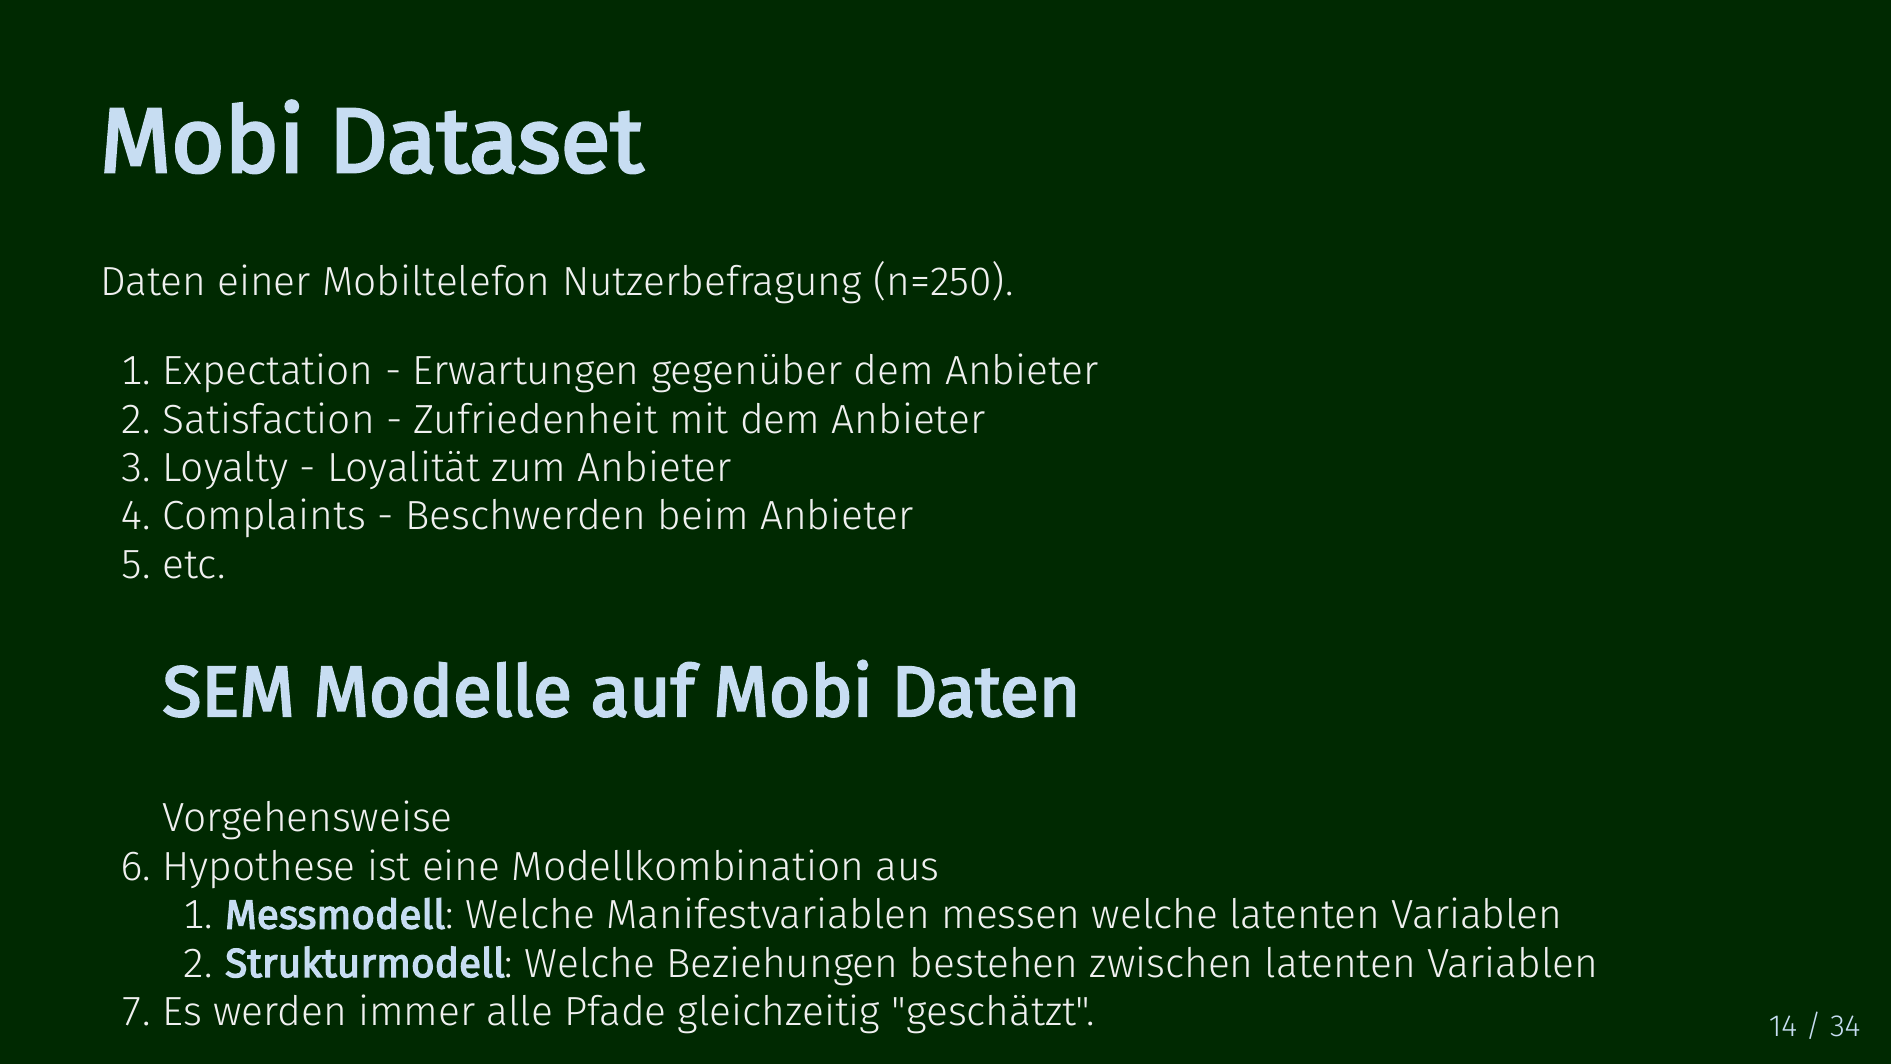 Mobi Dataset
Daten einer Mobiltelefon Nutzerbefragung (n=250).
1. Expectation - Erwartungen gegenüber dem Anbieter
2. Satisfaction - Zufriedenheit mit dem Anbieter
3. Loyalty - Loyalität zum Anbieter
4. Complaints - Beschwerden beim Anbieter
5. etc.
SEM Modelle auf Mobi Daten
Vorgehensweise
6. Hypothese ist eine Modellkombination aus
1. Messmodell: Welche Manifestvariablen messen welche latenten Variablen
2. Strukturmodell: Welche Beziehungen bestehen zwischen latenten Variablen
7. Es werden immer alle Pfade gleichzeitig "geschätzt".
14 / 34